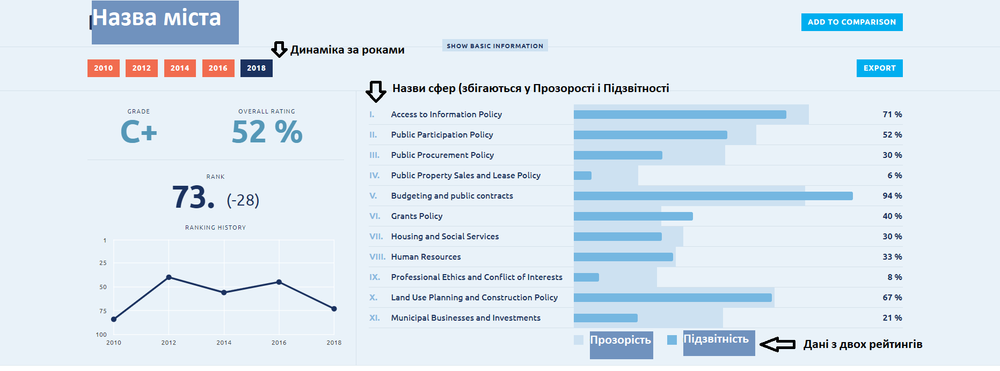 Назва міста
ADD TO COMPARISON
SHOW BASIC INFORMATION
Динаміка за роками
2010 2012 2014 2016 2018
EXPORT
Назви сфер (збігаються у Прозорості і Підзвітності
GRADE
C+
OVERALL RATING
52 %
RANK
73. (-28)
RANKING HISTORY
1
25
50
75
100
2010 2012 2014 2016 2018
I. Access to Information Policy 71 %
II. Public Participation Policy 52 %
III. Public Procurement Policy 30 %
IV. Public Property Sales and Lease Policy 6 %
V. Budgeting and public contracts 94 %
VI. Grants Policy 40 %
VII. Housing and Social Services 30 %
VIII. Human Resources 33 %
IX. Professional Ethics and Conflict of Interests 8 %
X. Land Use Planning and Construction Policy 67 %
XI. Municipal Businesses and Investments 21 %
Прозорість Підзвітність
Дані з двох рейтингів